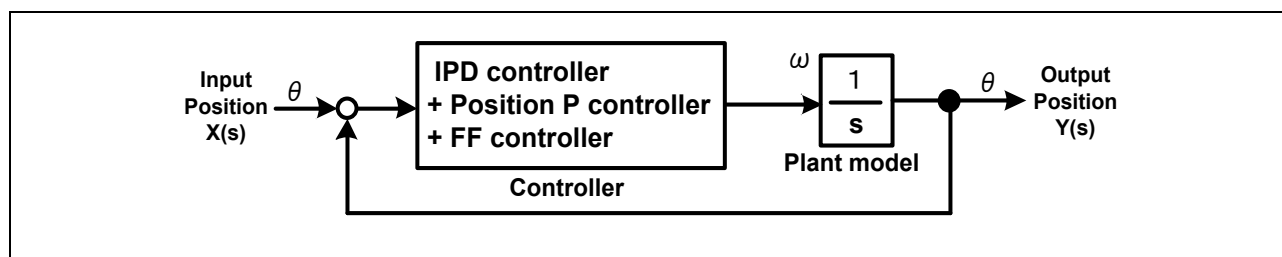 Input
Position
X(s)
θ
IPD controller
+ Position P controller
+ FF controller
Controller
ω
1
s
Plant model
θ
Output
Position
Y(s)